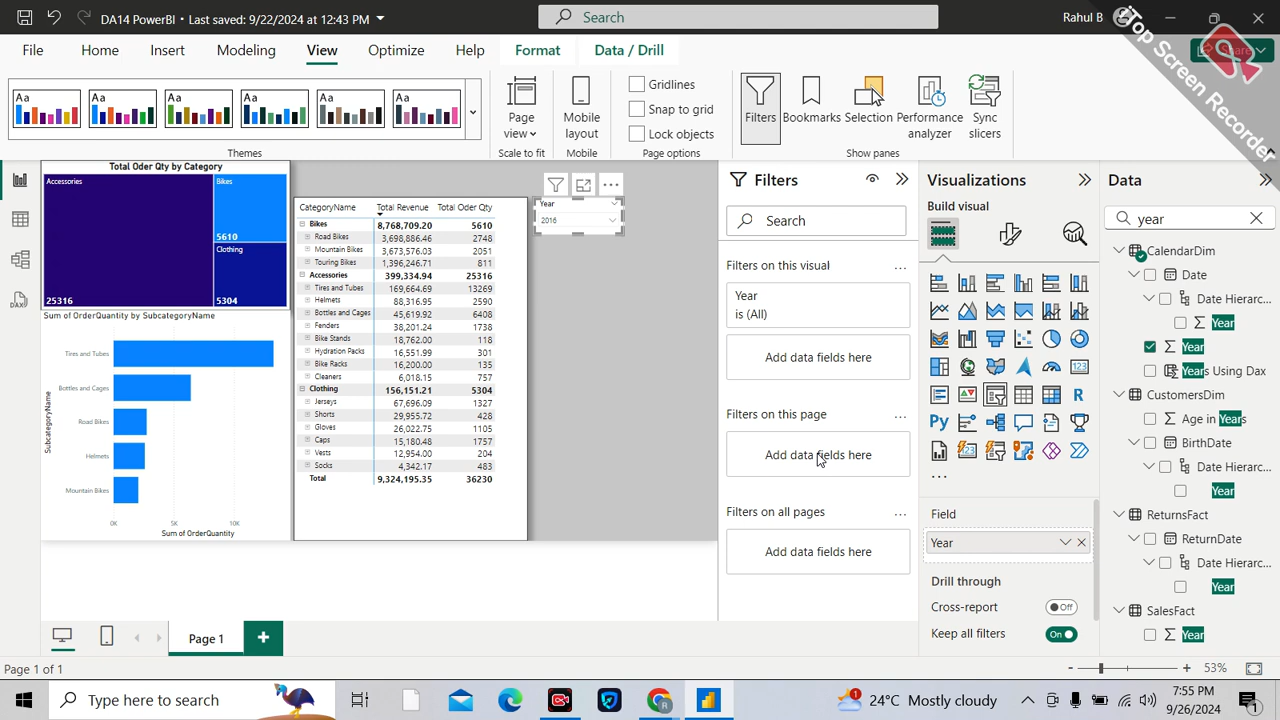 DA14 PowerBI • Last saved: 9/22/2024 at 12:43 PM
Search
Rahul B
iTop Screen Recorder
File Home Insert Modeling View Optimize Help Format Data / Drill
Share
Aa Aa Aa Aa Aa Aa
Page view
Mobile layout
Gridlines
Snap to grid
Lock objects
Filters
Bookmarks
Selection
Performance analyzer
Sync slicers
Themes
Scale to fit
Mobile
Page options
Show panes
Total Oder Qty by Category
Accessories
25316
Bikes
5610
Clothing
5304
Sum of OrderQuantity by SubcategoryName
SubcategoryName
Tires and Tubes
Bottles and Cages
Road Bikes
Helmets
Mountain Bikes
0K 5K 10K
Sum of OrderQuantity
CategoryName Total Revenue Total Oder Qty
Bikes 8,768,709.20 5610
Road Bikes 3,698,886.46 2748
Mountain Bikes 3,673,576.03 2051
Touring Bikes 1,396,246.71 811
Accessories 399,334.94 25316
Tires and Tubes 169,664.69 13269
Helmets 88,316.95 2590
Bottles and Cages 45,619.92 6408
Fenders 38,201.24 1738
Bike Stands 18,762.00 118
Hydration Packs 16,551.99 301
Bike Racks 16,200.00 135
Cleaners 6,018.15 757
Clothing 156,151.21 5304
Jerseys 67,696.09 1327
Shorts 29,955.72 428
Gloves 26,022.75 1105
Caps 15,180.48 1757
Vests 12,954.00 204
Socks 4,342.17 483
Total 9,324,195.35 36230
Year
2016
Filters
Search
Filters on this visual
Year
is (All)
Add data fields here
Filters on this page
Add data fields here
Filters on all pages
Add data fields here
Visualizations
Build visual
123
R
Py
Field
Year
Drill through
Cross-report
Off
Keep all filters
On
Data
year
CalendarDim
Date
Date Hierarc...
Year
Year
Years Using Dax
CustomersDim
Age in Years
BirthDate
Date Hierarc...
Year
ReturnsFact
ReturnDate
Date Hierarc...
Year
SalesFact
Year
Page 1
Page 1 of 1
53%
Type here to search
24°C Mostly cloudy
ENG
7:55 PM
9/26/2024